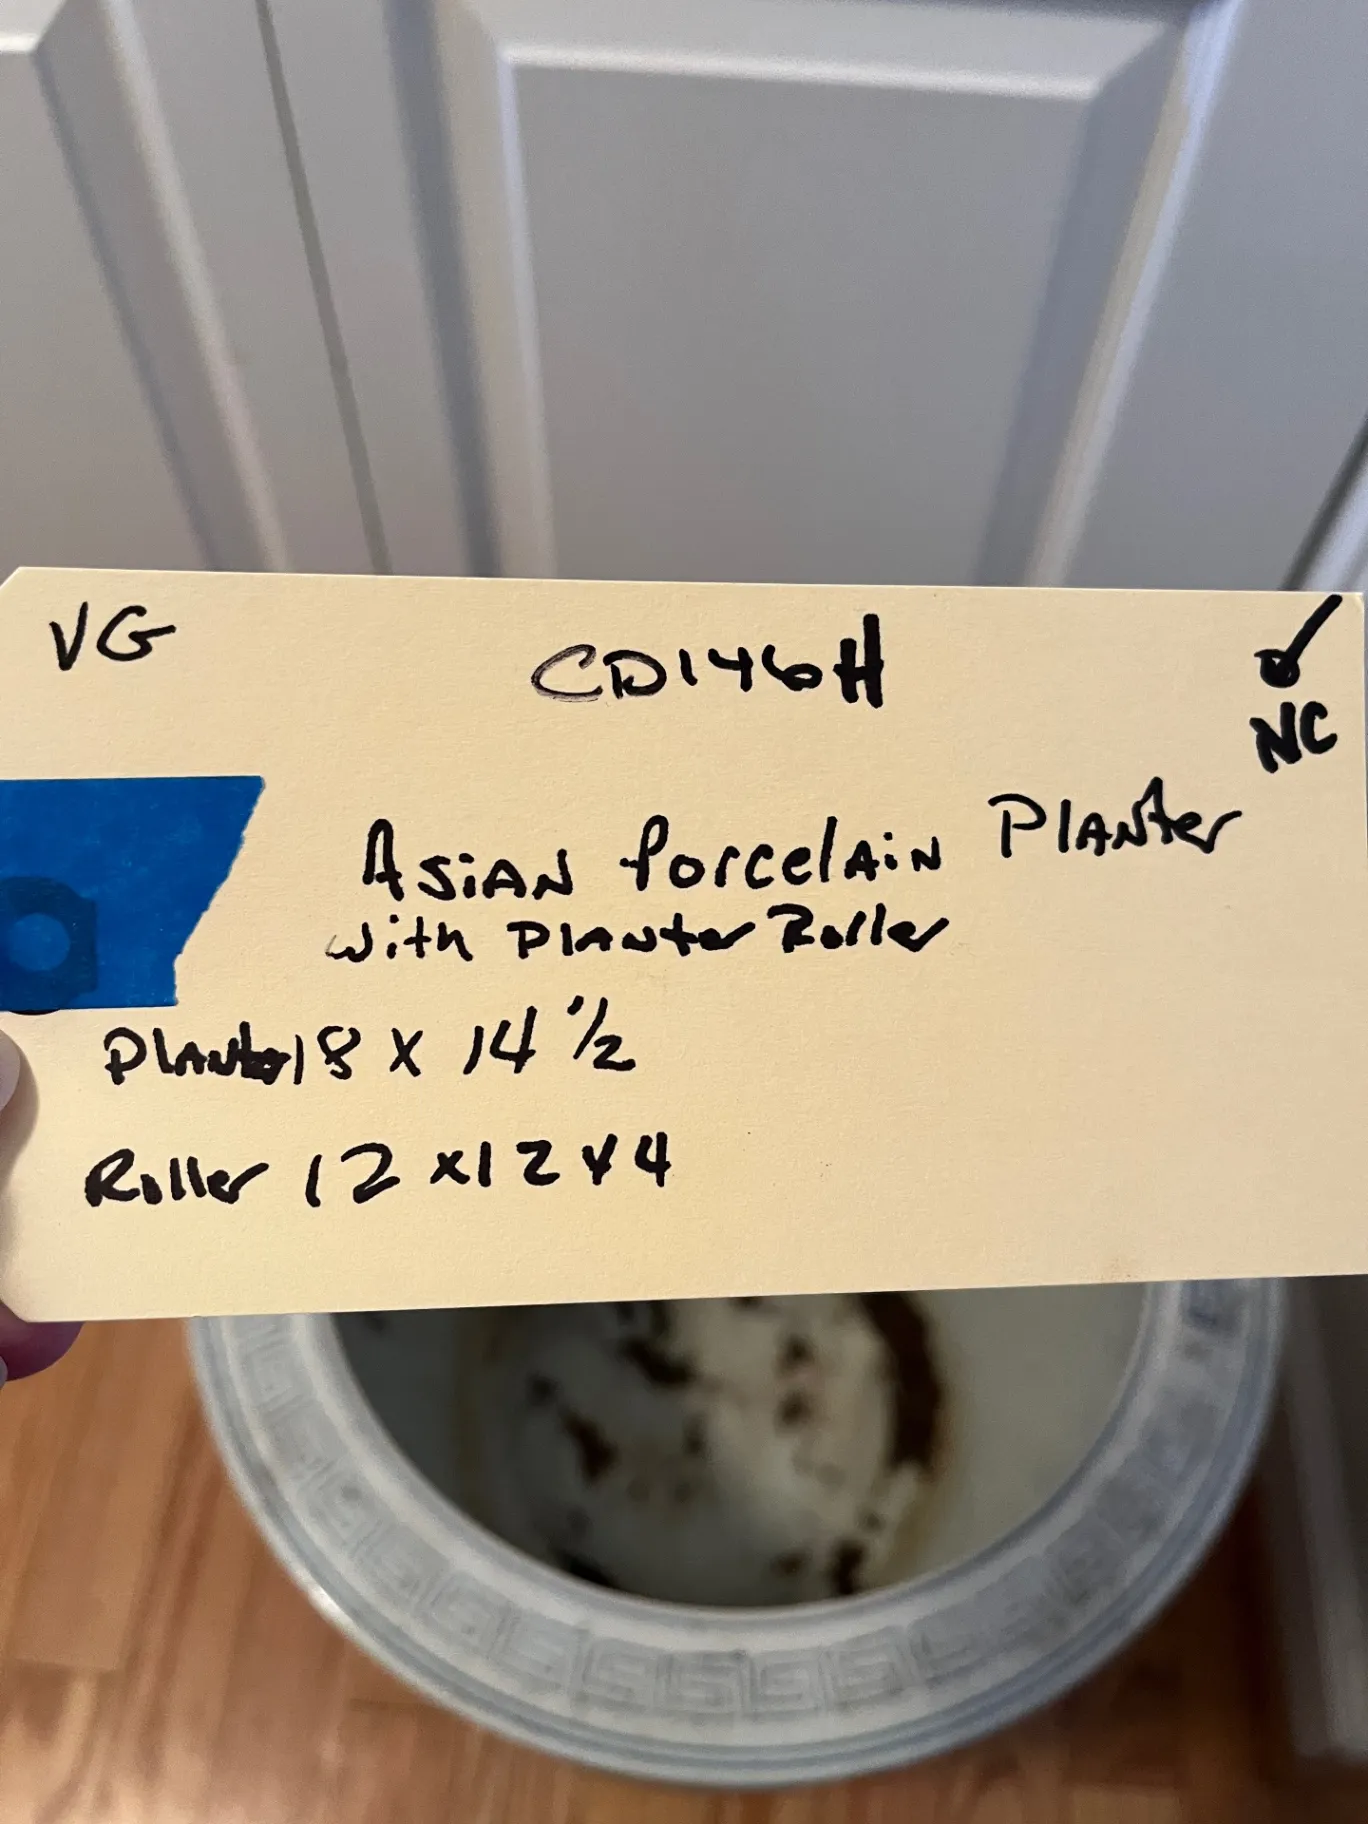 VG
CD146H
NC
Asian Porcelain Planter
with Planter Roller
Planter 18 x 14 1/2
Roller 12 x 12 x 4